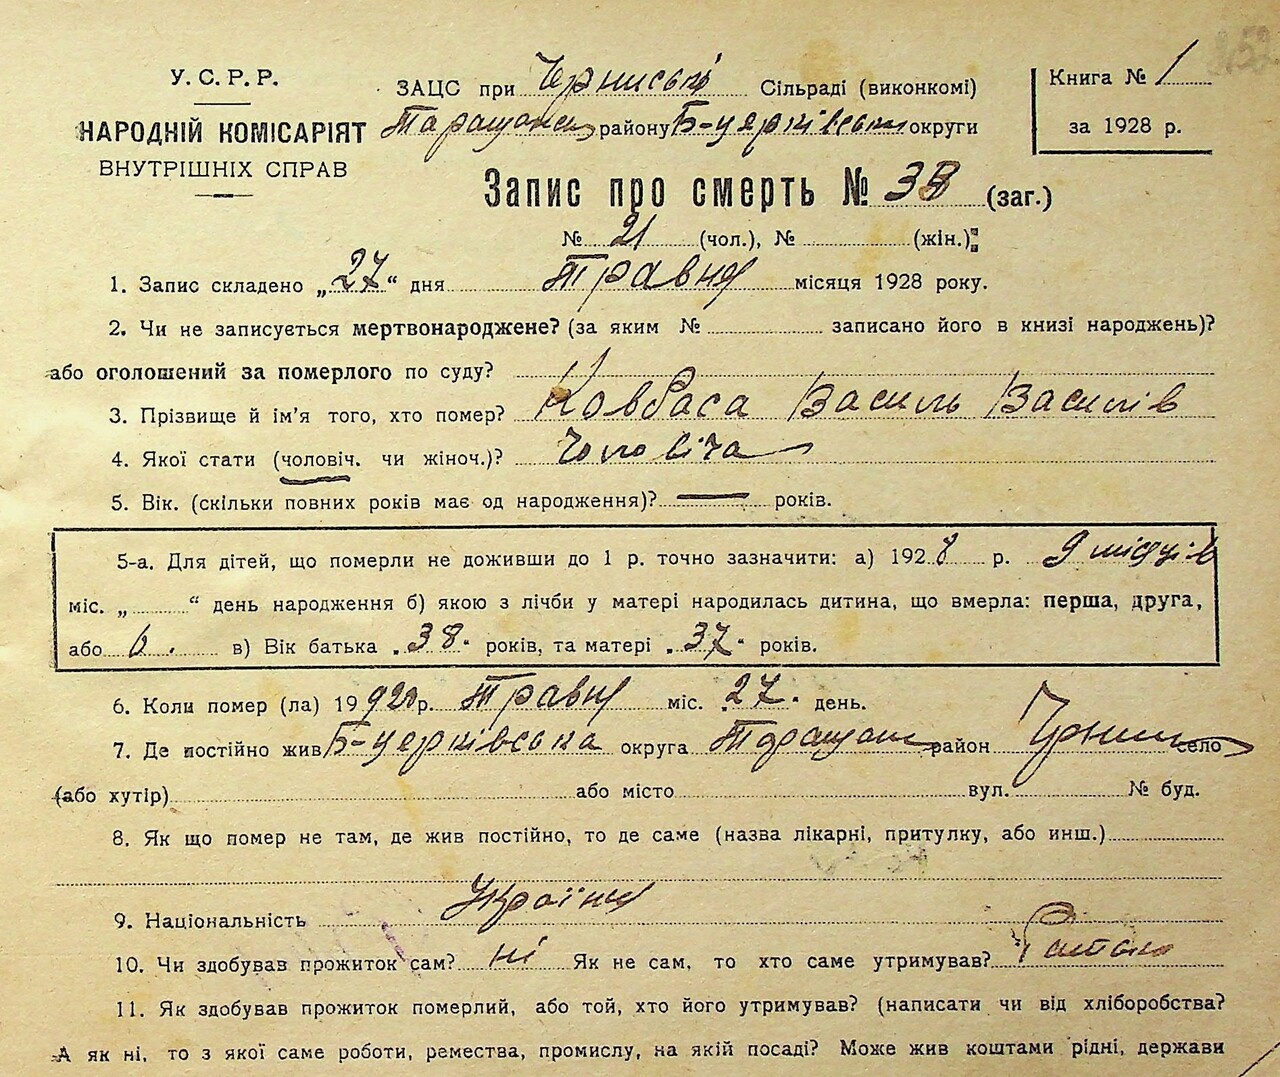 У.С.Р.Р.
НАРОДНІЙ КОМІСАРІЯТ
ВНУТРІШНІХ СПРАВ
ЗАЦС при Сільраді (виконкомі)
Таращанськ району Б-церківськ округи
Книга № 1
за 1928 р.
Запис про смерть № 33 (заг.)
№ 21 (чол.), № (жін.)
1. Запис складено „27“ дня Травня місяця 1928 року.
2. Чи не записується мертвонароджене? (за яким № записано його в книзі народжень)?
або оголошений за померлого по суду?
3. Прізвище й ім'я того, хто помер? Ковбаса Василь Василів
4. Якої стати (чоловіч. чи жіноч.)? Чоловіча
5. Вік. (скільки повних років має од народження)? — років.
5-а. Для дітей, що померли не доживши до 1 р. точно зазначити: а) 1928 р. 9 місяців
міс. „ “ день народження б) якою з лічби у матері народилась дитина, що вмерла: перша, друга,
або 6. в) Вік батька „38“ років, та матері „37“ років.
6. Коли помер (ла) 1928 р. Травня міс. „27“ день.
7. Де постійно жив Б-церківська округа Таращан район село
(або хутір) або місто вул. № буд.
8. Як що помер не там, де жив постійно, то де саме (назва лікарні, притулку, або инш.)
9. Національність Україня
10. Чи здобував прожиток сам? ні Як не сам, то хто саме утримував? Батько
11. Як здобував прожиток померлий, або той, хто його утримував? (написати чи від хліборобства?
А як ні, то з якої саме роботи, ремества, промислу, на якій посаді? Може жив коштами рідні, держави